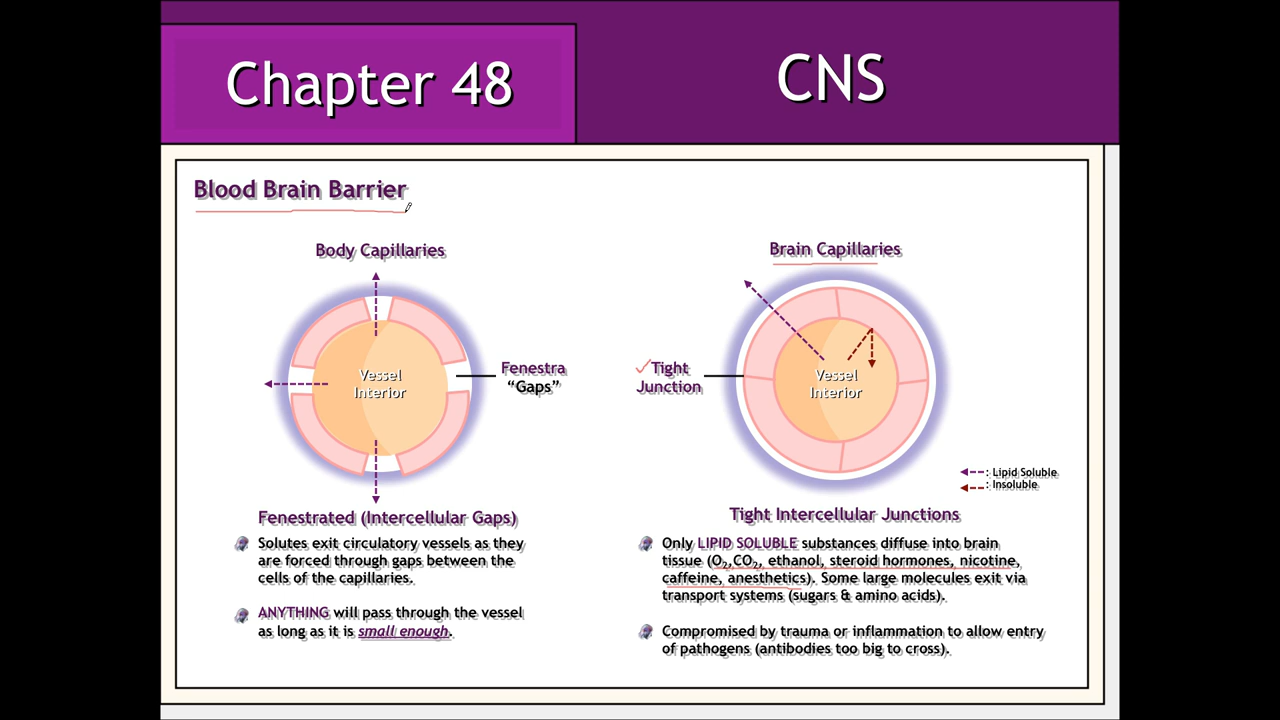 Chapter 48
CNS
Blood Brain Barrier
Body Capillaries
Vessel
Interior
Fenestra
“Gaps”
Fenestrated (Intercellular Gaps)
Solutes exit circulatory vessels as they
are forced through gaps between the
cells of the capillaries.
ANYTHING will pass through the vessel
as long as it is small enough.
Brain Capillaries
Tight
Junction
Vessel
Interior
: Lipid Soluble
: Insoluble
Tight Intercellular Junctions
Only LIPID SOLUBLE substances diffuse into brain
tissue (O₂,CO₂, ethanol, steroid hormones, nicotine,
caffeine, anesthetics). Some large molecules exit via
transport systems (sugars & amino acids).
Compromised by trauma or inflammation to allow entry
of pathogens (antibodies too big to cross).